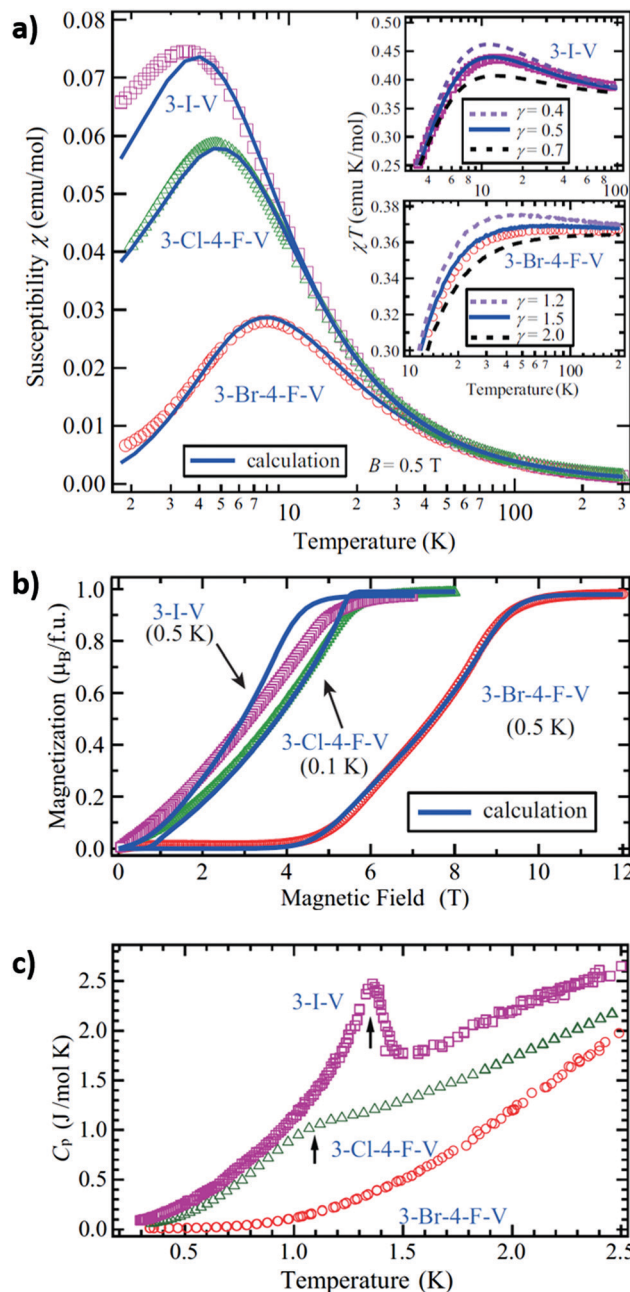 a)
0.08
0.07
0.06
0.05
0.04
0.03
0.02
0.01
0.00
Susceptibility χ (emu/mol)
3-I-V
3-Cl-4-F-V
3-Br-4-F-V
calculation
B = 0.5 T
2 3 4 5 6 7 10 2 3 4 5 6 7 100 2 3
Temperature (K)
0.50
0.45
0.40
0.35
0.30
0.25
3-I-V
γ = 0.4
γ = 0.5
γ = 0.7
3 4 5 6 10 2 3 4 5 6 100
χT (emu K/mol)
0.38
0.36
0.34
0.32
0.30
3-Br-4-F-V
γ = 1.2
γ = 1.5
γ = 2.0
10 2 3 4 5 6 100 2
Temperature (K)
b)
1.0
0.8
0.6
0.4
0.2
0.0
Magnetization (μB/f.u.)
3-I-V
(0.5 K)
3-Cl-4-F-V
(0.1 K)
3-Br-4-F-V
(0.5 K)
calculation
0 2 4 6 8 10 12
Magnetic Field (T)
c)
2.5
2.0
1.5
1.0
0.5
0.0
Cp (J /mol K)
3-I-V
3-Cl-4-F-V
3-Br-4-F-V
0.5 1.0 1.5 2.0 2.5
Temperature (K)